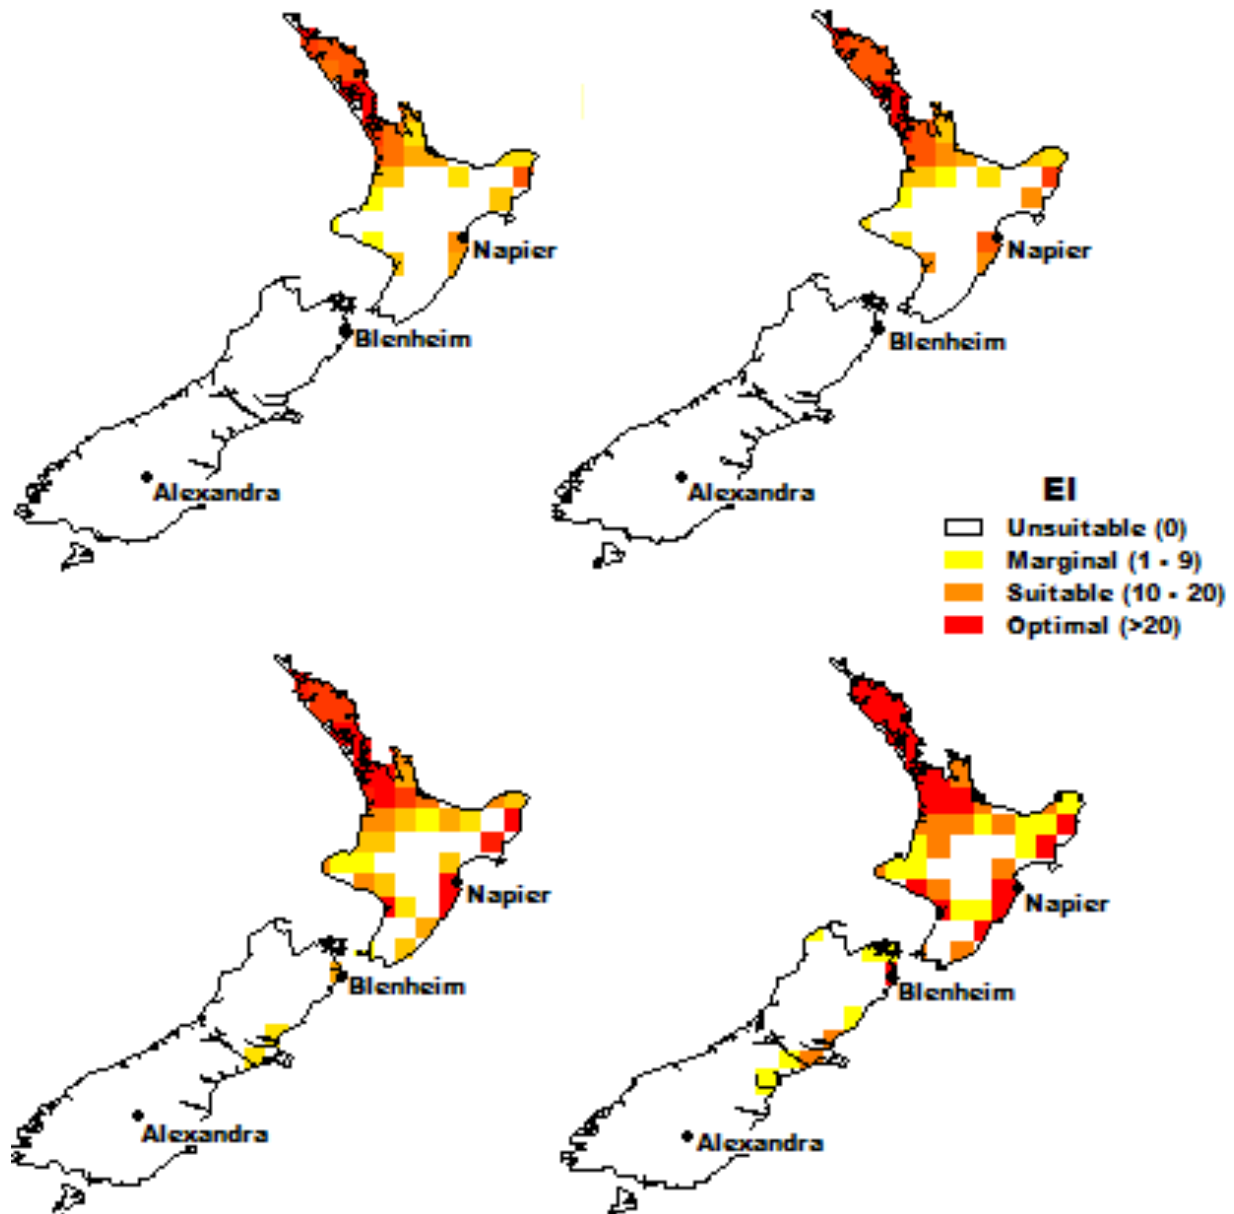 Napier
Napier
Blenheim
Blenheim
Alexandra
Alexandra
EI
Unsuitable (0)
Marginal (1 - 9)
Suitable (10 - 20)
Optimal (>20)
Napier
Napier
Blenheim
Blenheim
Alexandra
Alexandra